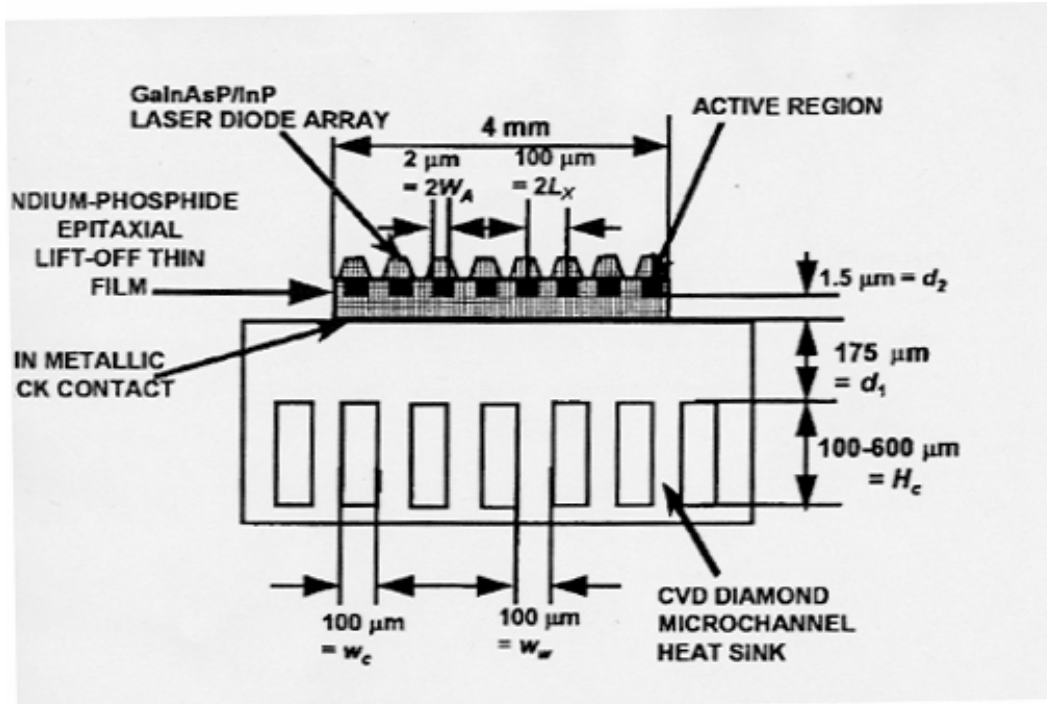 GaInAsP/InP
LASER DIODE ARRAY
ACTIVE REGION
4 mm
2 µm
= 2W_A
100 µm
= 2L_X
NDIUM-PHOSPHIDE
EPITAXIAL
LIFT-OFF THIN
FILM
1.5 µm = d₂
IN METALLIC
CK CONTACT
175 µm
= d₁
100-600 µm
= H_c
100 µm
= w_c
100 µm
= w_w
CVD DIAMOND
MICROCHANNEL
HEAT SINK